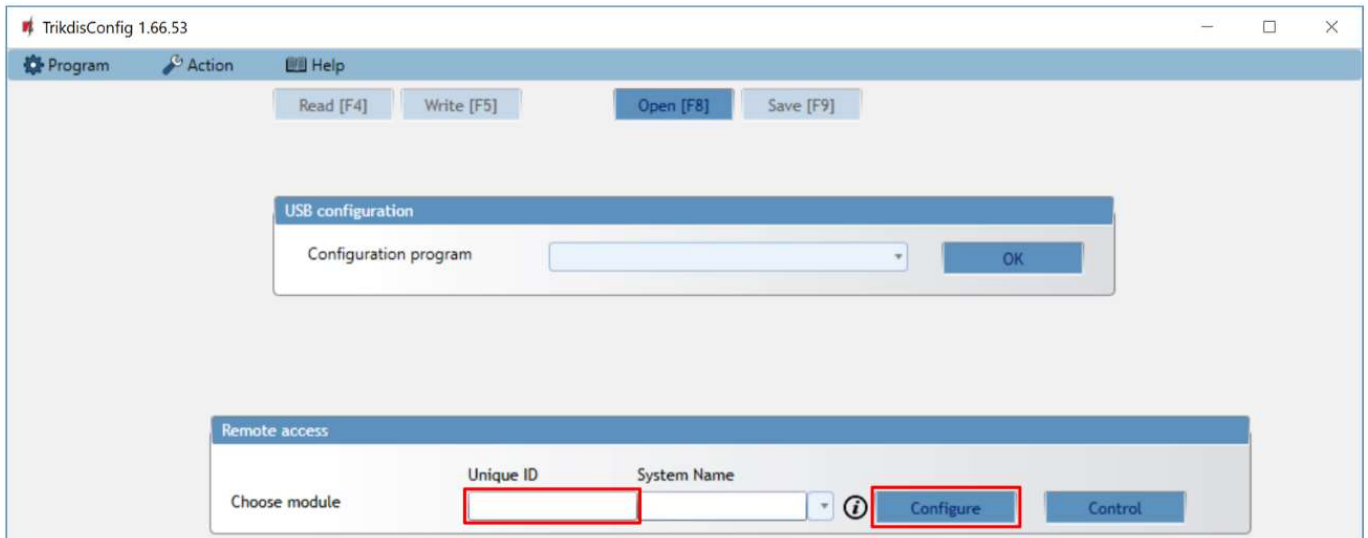 TrikdisConfig 1.66.53
Program Action Help
Read [F4] Write [F5] Open [F8] Save [F9]
USB configuration
Configuration program OK
Remote access
Unique ID System Name
Choose module i Configure Control